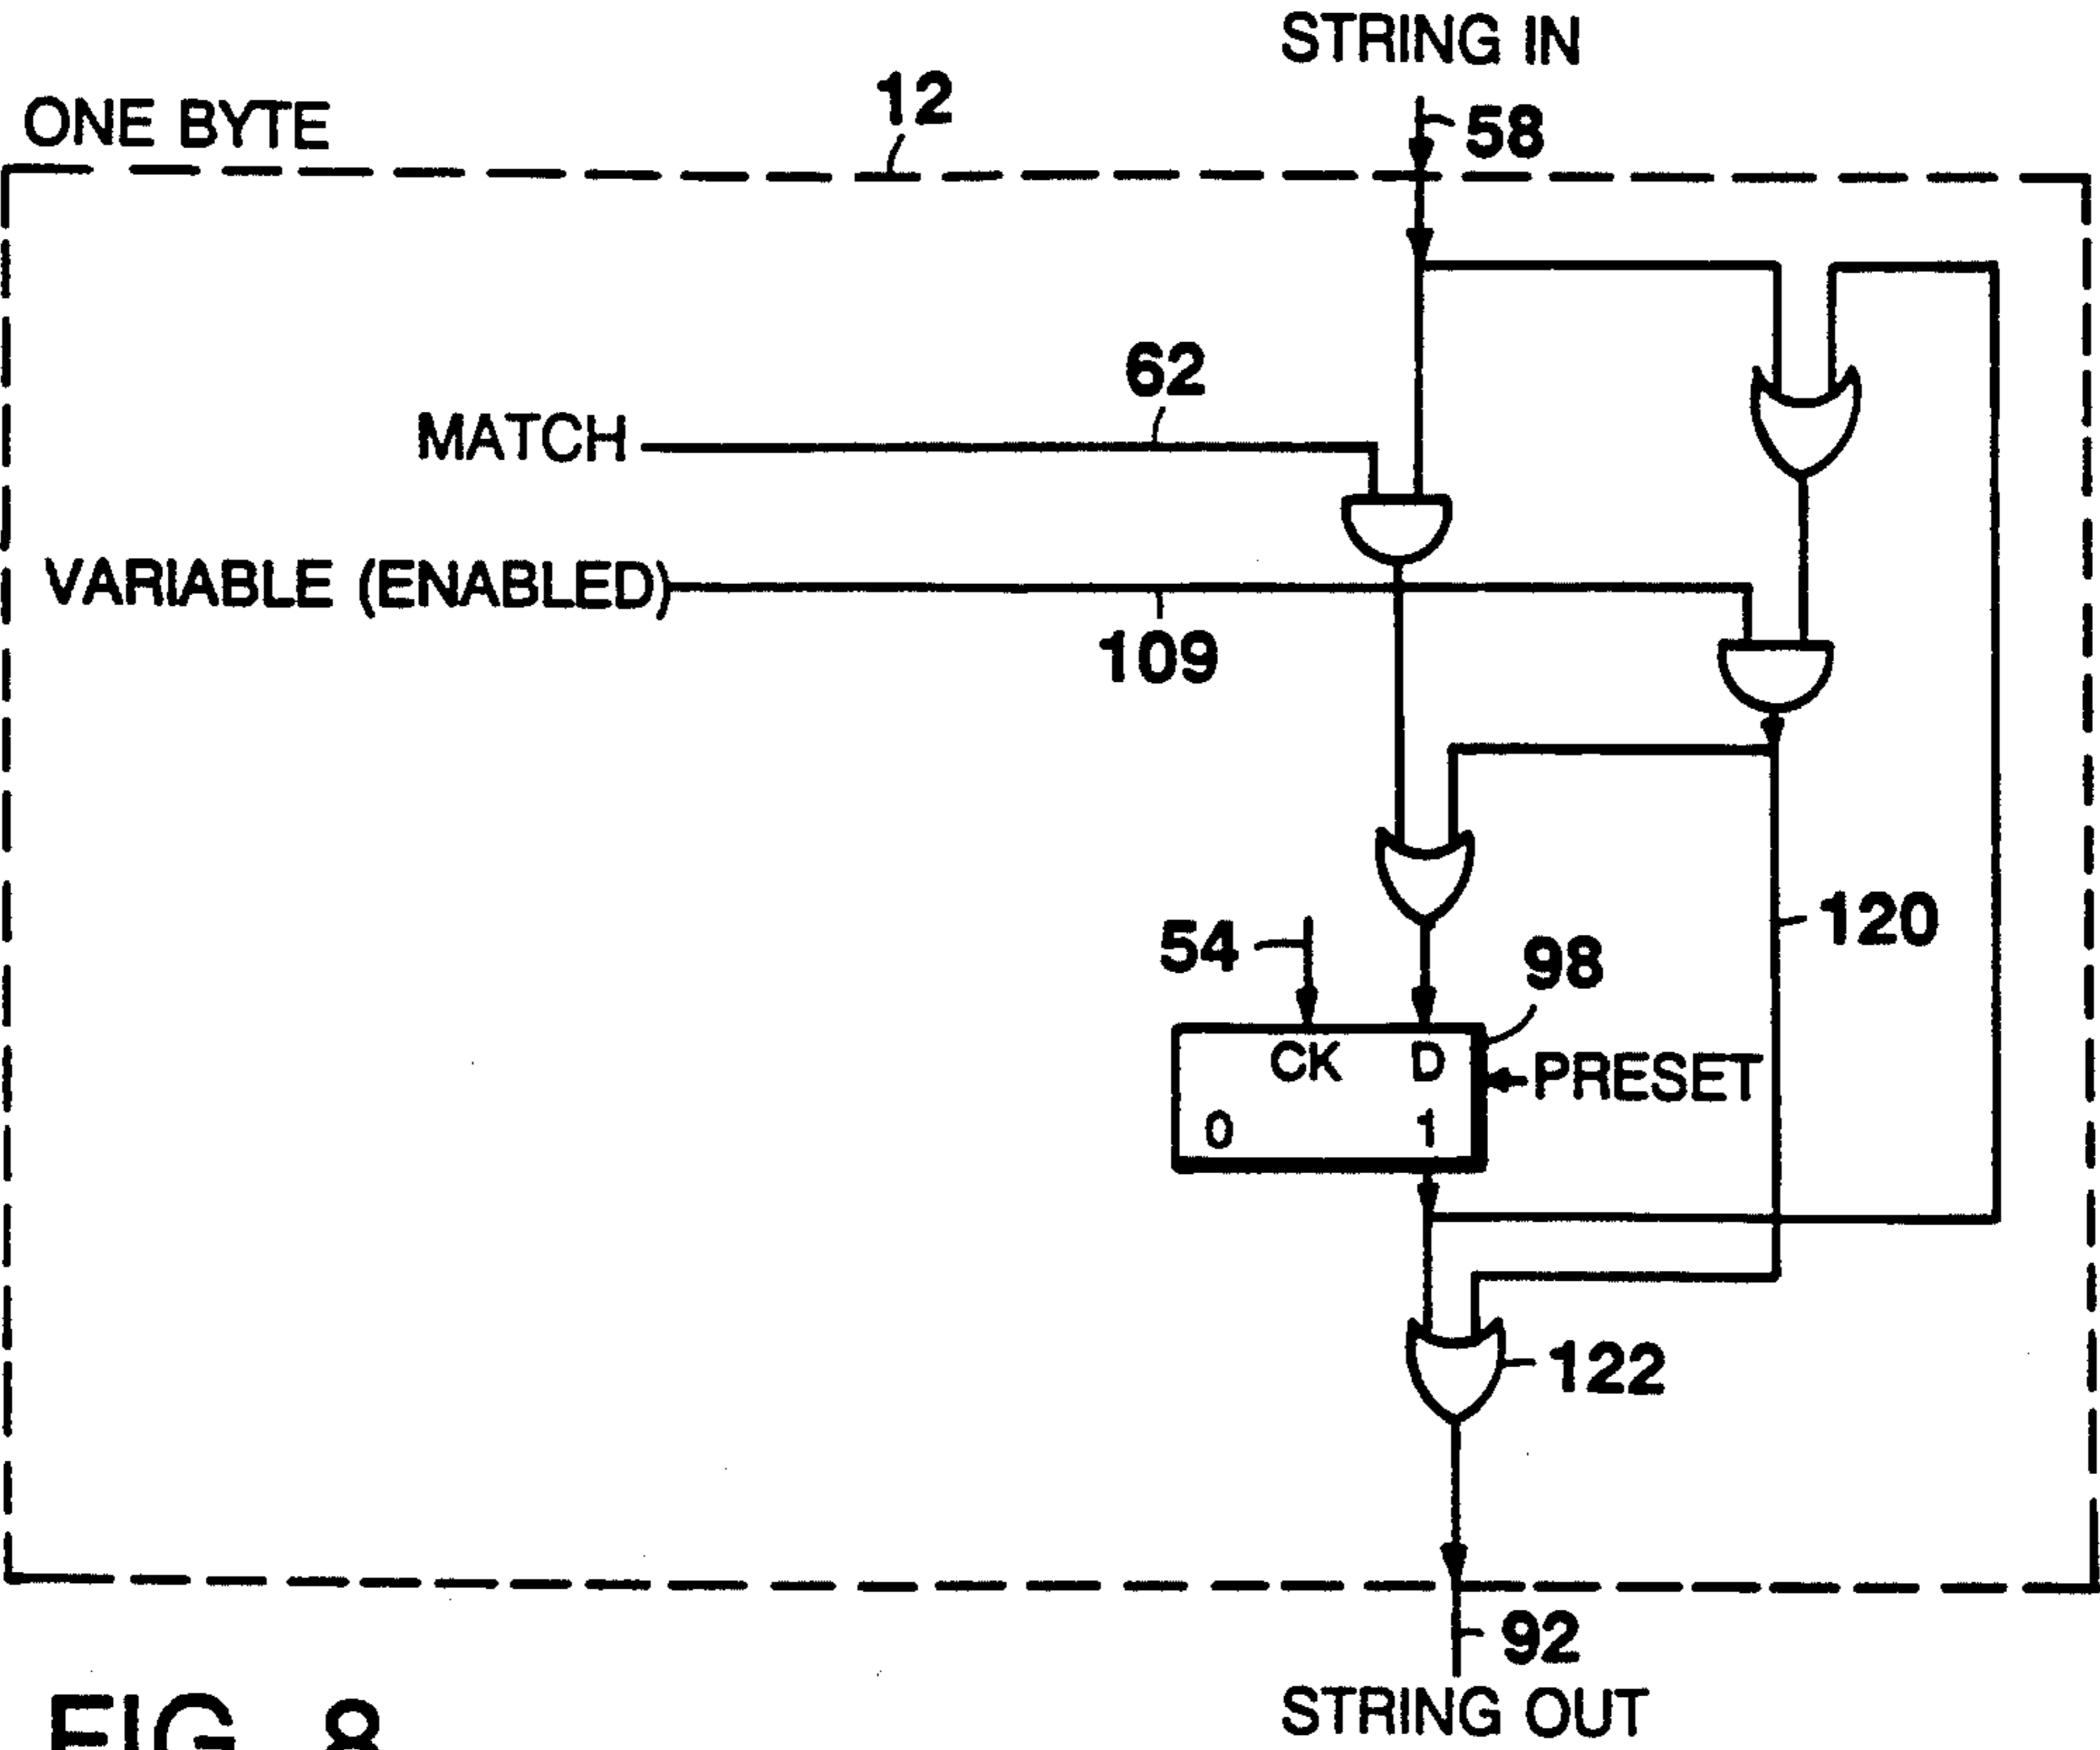 STRING IN
12
ONE BYTE
58
62
MATCH
VARIABLE (ENABLED)
109
120
54
98
CK D
PRESET
0 1
122
92
STRING OUT
FIG. 8